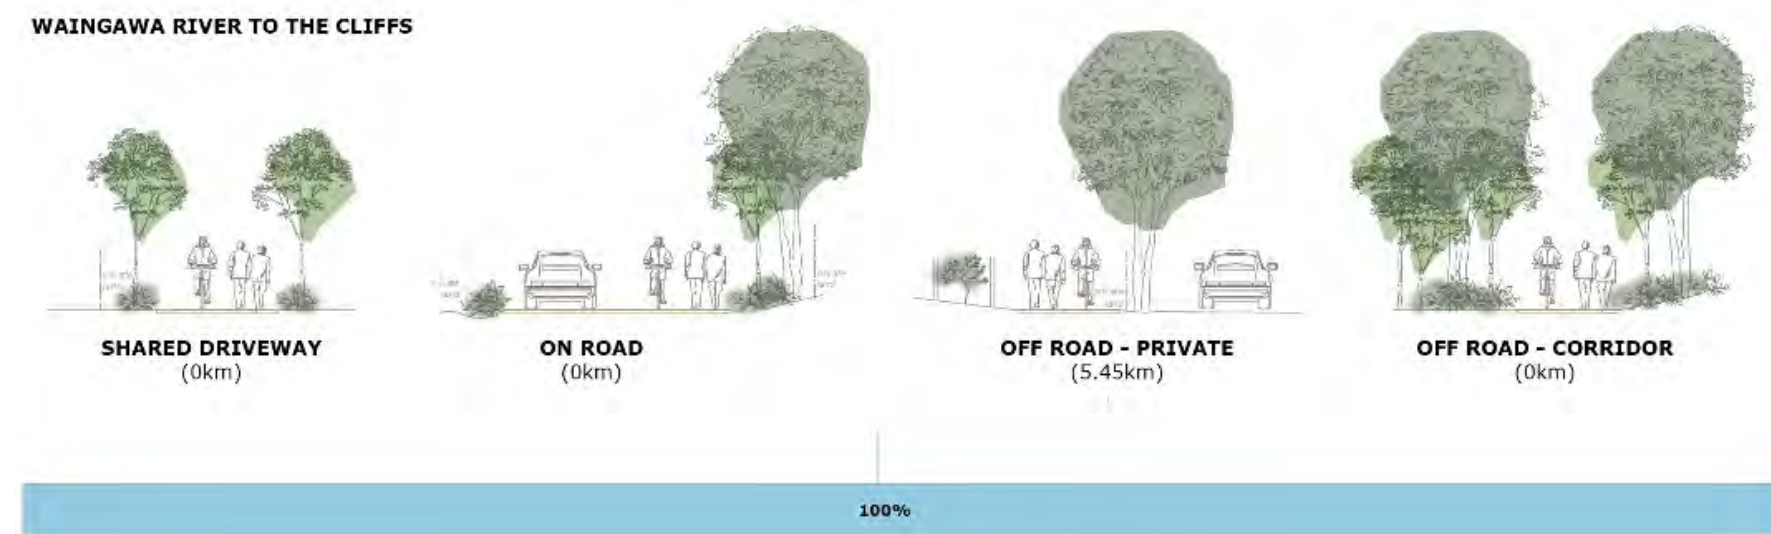 WAINGAWA RIVER TO THE CLIFFS
SHARED DRIVEWAY
(0km)
ON ROAD
(0km)
OFF ROAD - PRIVATE
(5.45km)
OFF ROAD - CORRIDOR
(0km)
100%